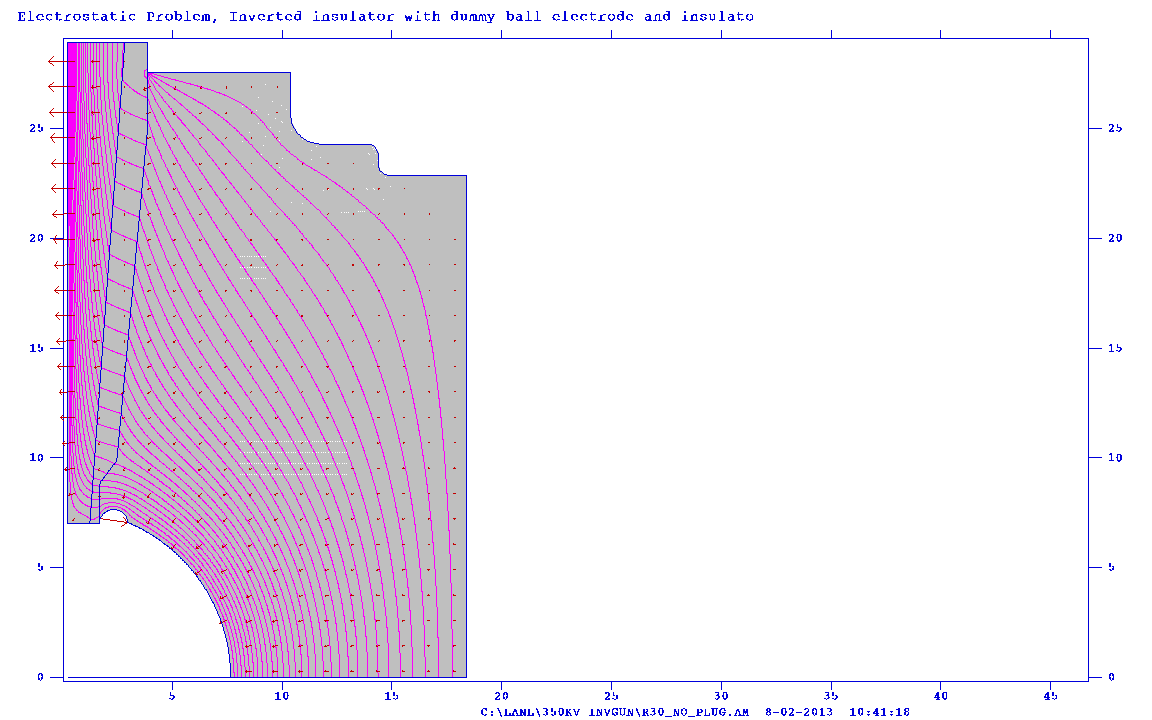 Electrostatic Problem, Inverted insulator with dummy ball electrode and insulato
25 25
20 20
15 15
10 10
5 5
0 0
5 10 15 20 25 30 35 40 45
C:\LANL\350KV INVGUN\R30_NO_PLUG.AM 8-02-2013 10:41:18